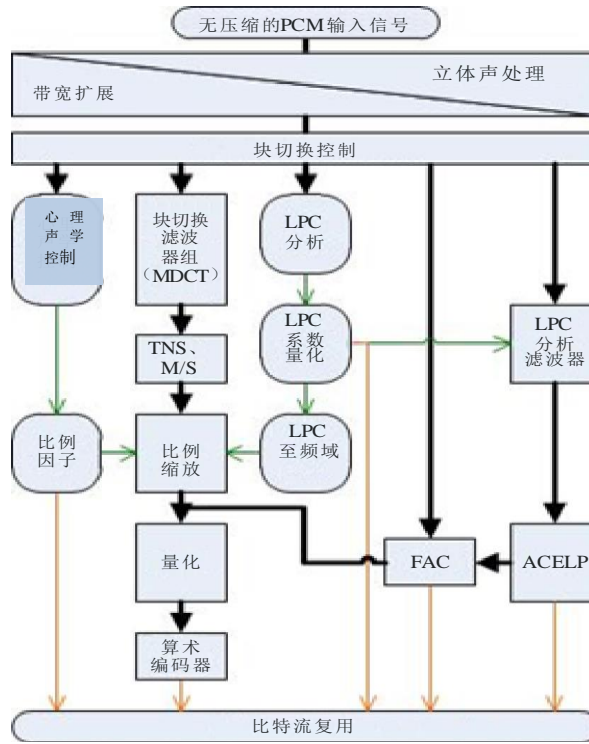 无压缩的PCM输入信号
立体声处理
带宽扩展
块切换控制
心理
声学
控制
块切换
滤波
器组
（MDCT）
LPC
分析
TNS、
M/S
LPC
系数
量化
LPC
分析
滤波器
比例
因子
比例
缩放
LPC
至频域
量化
FAC
ACELP
算术
编码器
比特流复用